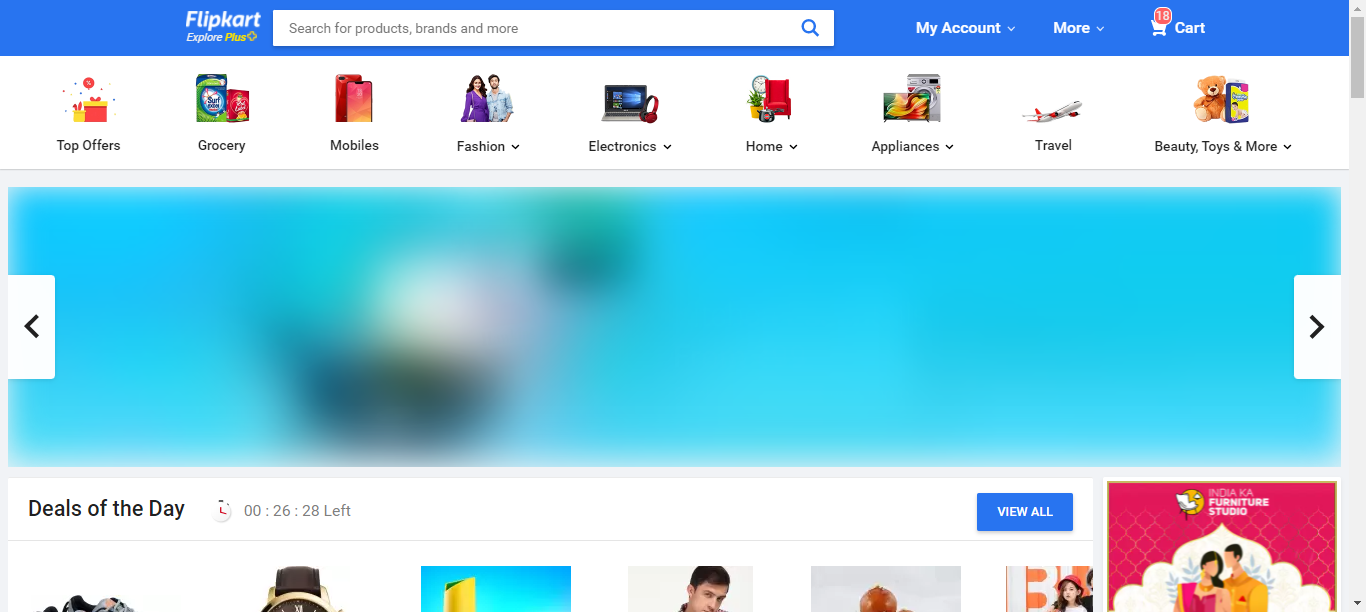 Flipkart
Explore Plus
Search for products, brands and more
My Account
More
18
Cart
Top Offers
Grocery
Mobiles
Fashion
Electronics
Home
Appliances
Travel
Beauty, Toys & More
Deals of the Day
00 : 26 : 28 Left
VIEW ALL
INDIA KA
FURNITURE
STUDIO